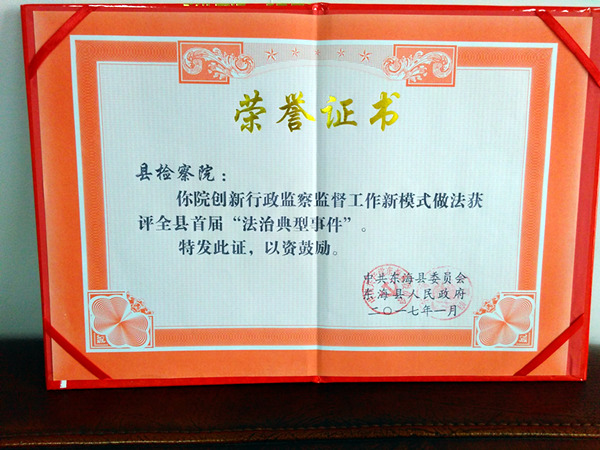 荣誉证书
县检察院：
你院创新行政监察监督工作新模式做法获
评全县首届“法治典型事件”。
特发此证，以资鼓励。
中共东海县委员会
东海县人民政府
二〇一七年一月